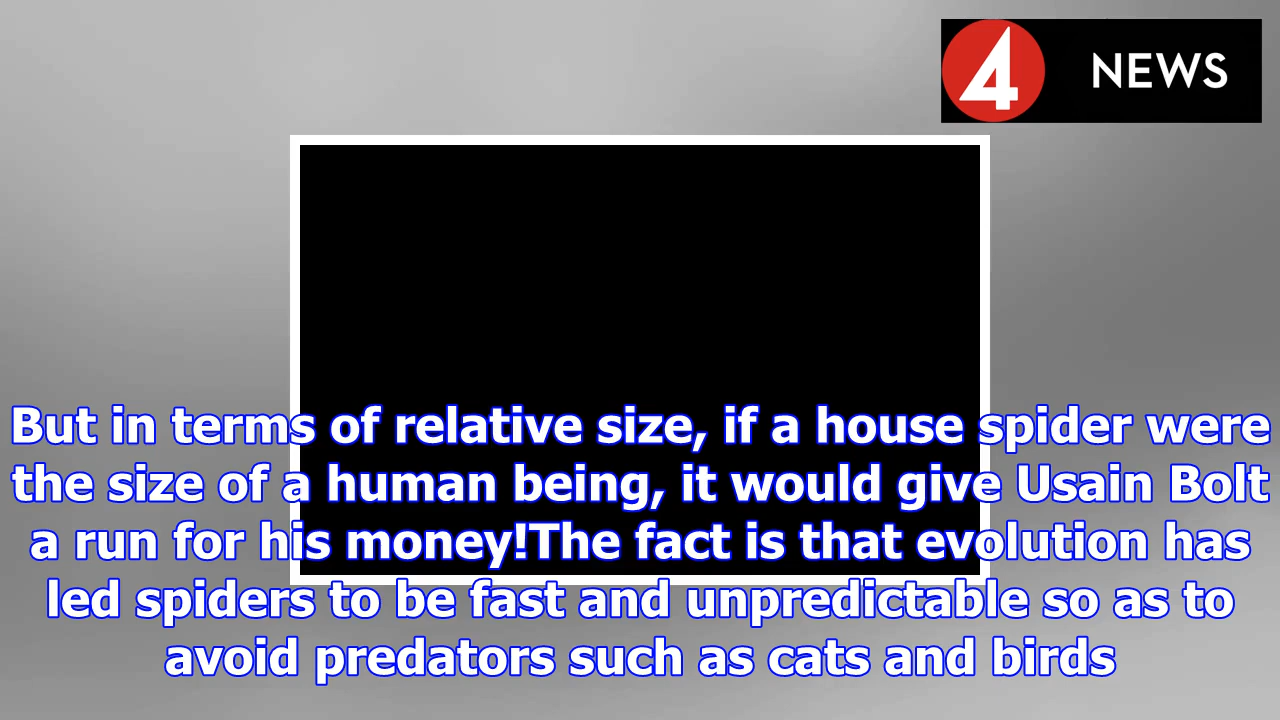 4 NEWS
But in terms of relative size, if a house spider were
the size of a human being, it would give Usain Bolt
a run for his money!The fact is that evolution has
led spiders to be fast and unpredictable so as to
avoid predators such as cats and birds